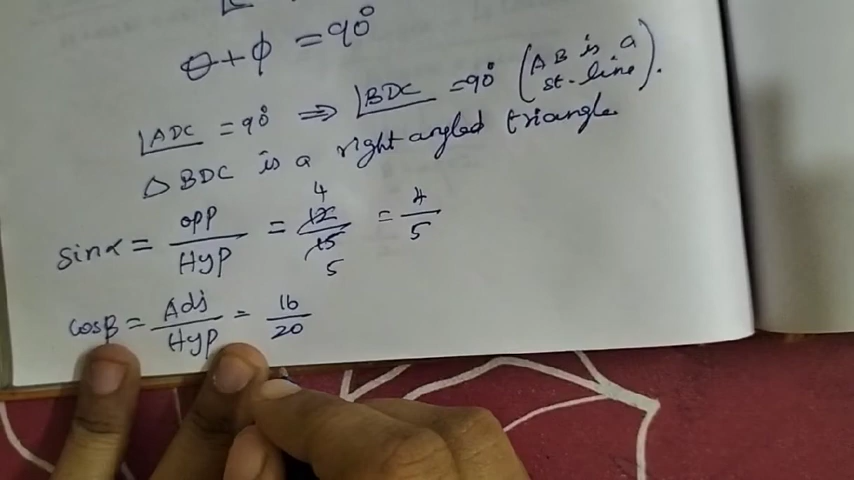 θ + ϕ = 90°
∠ADC = 90° ⟹ ∠BDC = 90° (AB is a st. line).
△ BDC is a right angled triangle.
sinα = opp/Hyp = 12/15 = 4/5
4
5
cosβ = Adj/Hyp = 16/20